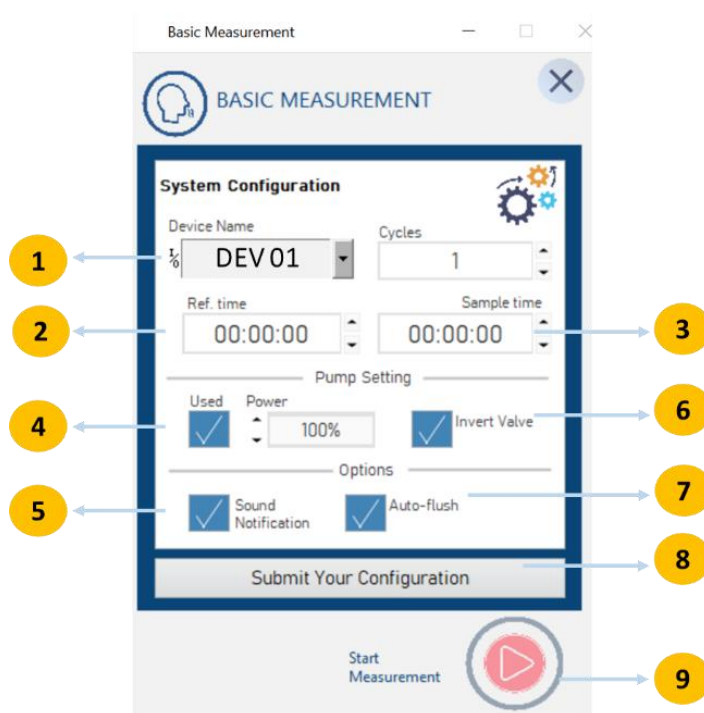 Basic Measurement
BASIC MEASUREMENT
System Configuration
Device Name
Cycles
1
I/O
DEV 01
1
Ref. time
Sample time
2
00:00:00
00:00:00
3
Pump Setting
Used
Power
Invert Valve
6
4
100%
Options
7
5
Sound
Notification
Auto-flush
8
Submit Your Configuration
Start
Measurement
9